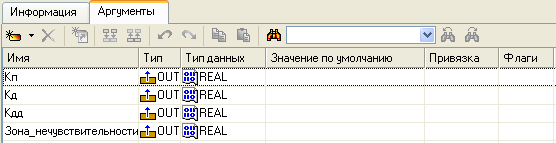 Информация Аргументы
Имя Тип Тип данных Значение по умолчанию Привязка Флаги
Кп OUT REAL
Кд OUT REAL
Кдд OUT REAL
Зона_нечувствительности OUT REAL